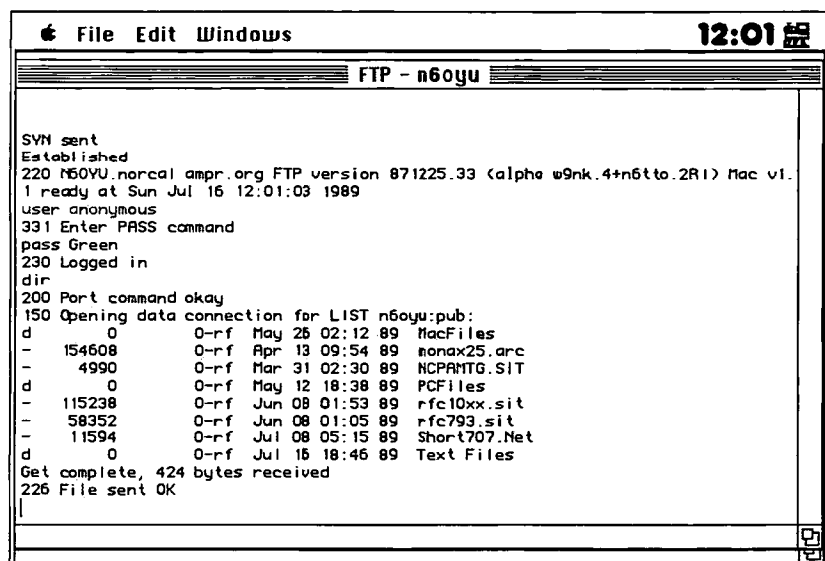 File Edit Windows 12:01
FTP - n6oyu
SYN sent
Established
220 N6OYU.norcal ampr.org FTP version 871225.33 (alpha w9nk.4+n6tto.2R1) Mac v1.
1 ready at Sun Jul 16 12:01:03 1989
user anonymous
331 Enter PASS command
pass Green
230 Logged in
dir
200 Port command okay
150 Opening data connection for LIST n6oyu:pub:
d 0 0-rf May 26 02:12 89 MacFiles
- 154608 0-rf Apr 13 09:54 89 monax25.arc
- 4990 0-rf Mar 31 02:30 89 NCPAMTG.SIT
d 0 0-rf May 12 18:38 89 PCFiles
- 115238 0-rf Jun 08 01:53 89 rfc10xx.sit
- 58352 0-rf Jun 08 01:05 89 rfc793.sit
- 11594 0-rf Jul 08 05:15 89 Short707.Net
d 0 0-rf Jul 16 18:46 89 Text Files
Get complete, 424 bytes received
226 File sent OK